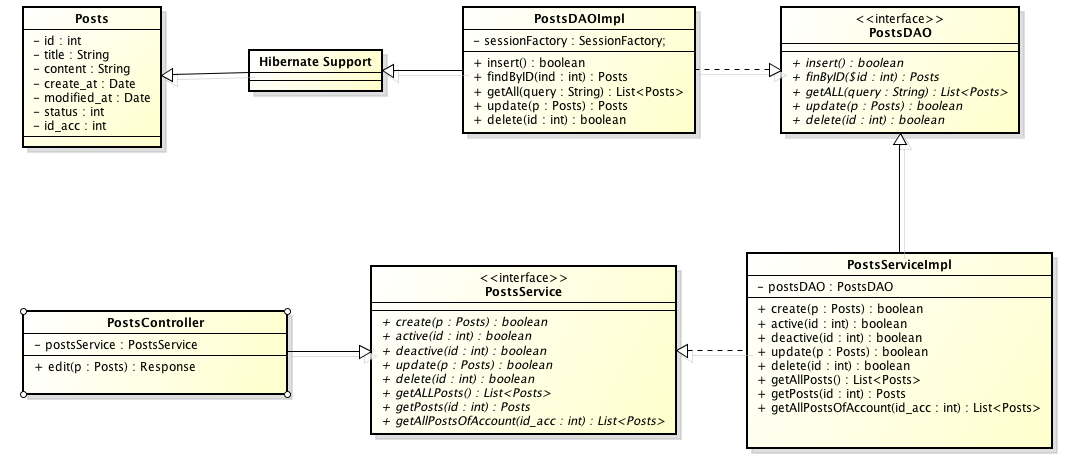 Posts
- id : int
- title : String
- content : String
- create_at : Date
- modified_at : Date
- status : int
- id_acc : int
Hibernate Support
PostsDAOImpl
- sessionFactory : SessionFactory;
+ insert() : boolean
+ findByID(ind : int) : Posts
+ getAll(query : String) : List<Posts>
+ update(p : Posts) : Posts
+ delete(id : int) : boolean
<<interface>>
PostsDAO
+ insert() : boolean
+ finByID($id : int) : Posts
+ getALL(query : String) : List<Posts>
+ update(p : Posts) : boolean
+ delete(id : int) : boolean
PostsController
- postsService : PostsService
+ edit(p : Posts) : Response
<<interface>>
PostsService
+ create(p : Posts) : boolean
+ active(id : int) : boolean
+ deactive(id : int) : boolean
+ update(p : Posts) : boolean
+ delete(id : int) : boolean
+ getALLPosts() : List<Posts>
+ getPosts(id : int) : Posts
+ getAllPostsOfAccount(id_acc : int) : List<Posts>
PostsServiceImpl
- postsDAO : PostsDAO
+ create(p : Posts) : boolean
+ active(id : int) : boolean
+ deactive(id : int) : boolean
+ update(p : Posts) : boolean
+ delete(id : int) : boolean
+ getAllPosts() : List<Posts>
+ getPosts(id : int) : Posts
+ getAllPostsOfAccount(id_acc : int) : List<Posts>